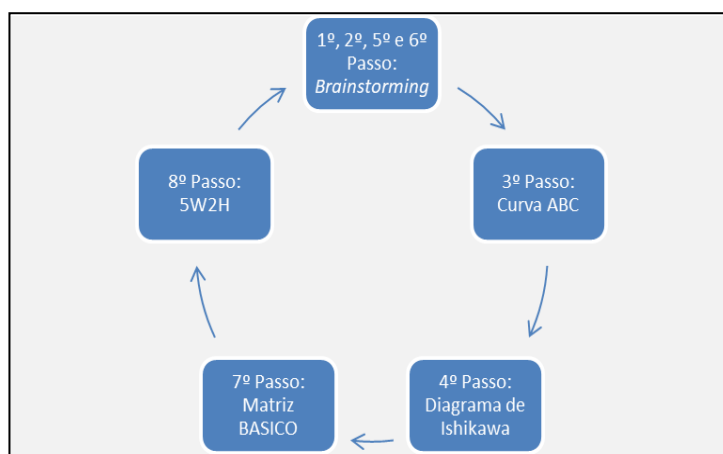 1º, 2º, 5º e 6º
Passo:
Brainstorming
8º Passo:
5W2H
3º Passo:
Curva ABC
7º Passo:
Matriz
BASICO
4º Passo:
Diagrama de
Ishikawa